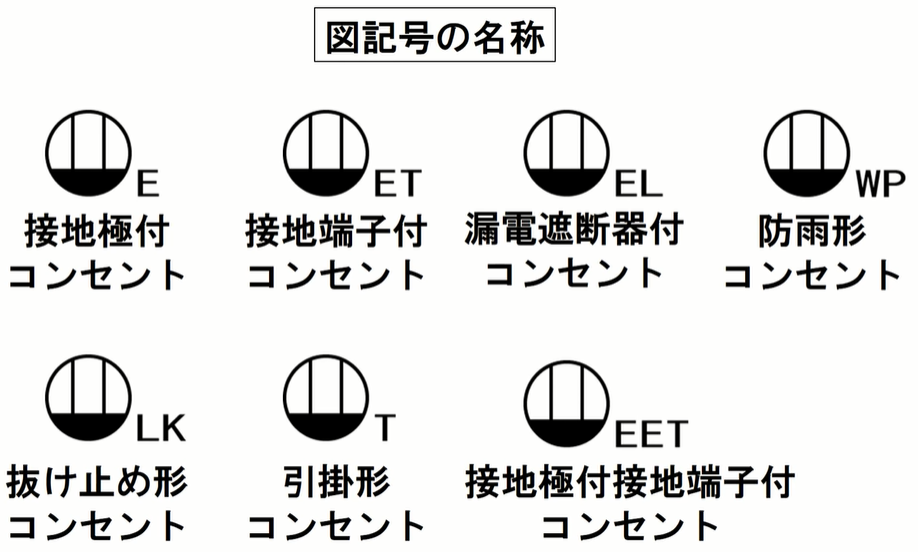 図記号の名称
E
接地極付
コンセント
ET
接地端子付
コンセント
EL
漏電遮断器付
コンセント
WP
防雨形
コンセント
LK
抜け止め形
コンセント
T
引掛形
コンセント
EET
接地極付接地端子付
コンセント